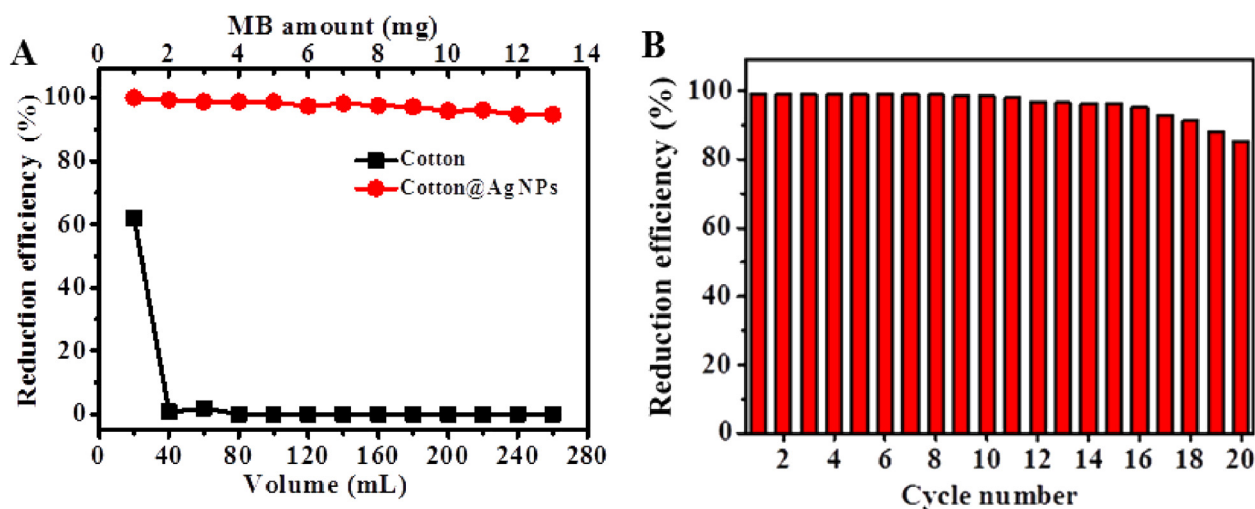 A
MB amount (mg)
0 2 4 6 8 10 12 14
Reduction efficiency (%)
100
80
60
40
20
0
Cotton
Cotton@AgNPs
0 40 80 120 160 200 240 280
Volume (mL)
B
Reduction efficiency (%)
100
80
60
40
20
0
2 4 6 8 10 12 14 16 18 20
Cycle number